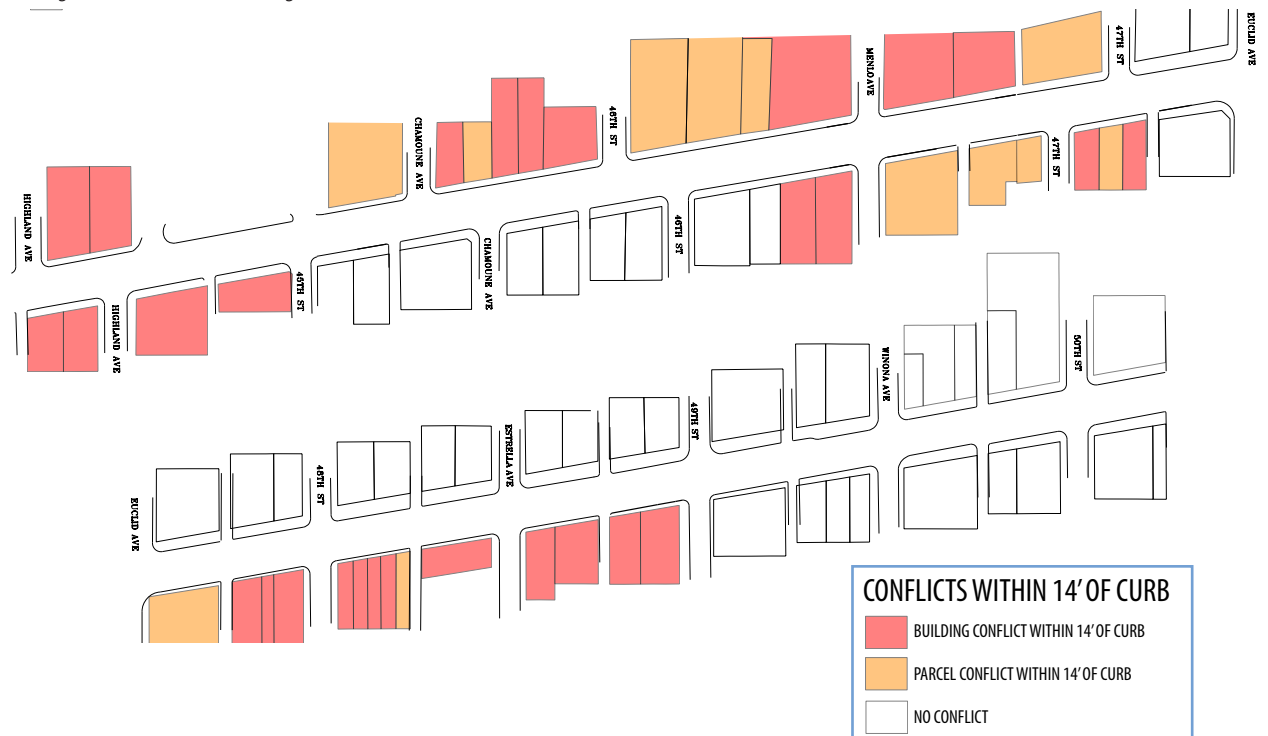 EUCLID AVE
47TH ST
MENLO AVE
46TH ST
CHAMOUNE AVE
HIGHLAND AVE
47TH ST
46TH ST
CHAMOUNE AVE
45TH ST
HIGHLAND AVE
50TH ST
WINONA AVE
49TH ST
ESTRELLA AVE
48TH ST
EUCLID AVE
CONFLICTS WITHIN 14' OF CURB
BUILDING CONFLICT WITHIN 14' OF CURB
PARCEL CONFLICT WITHIN 14' OF CURB
NO CONFLICT